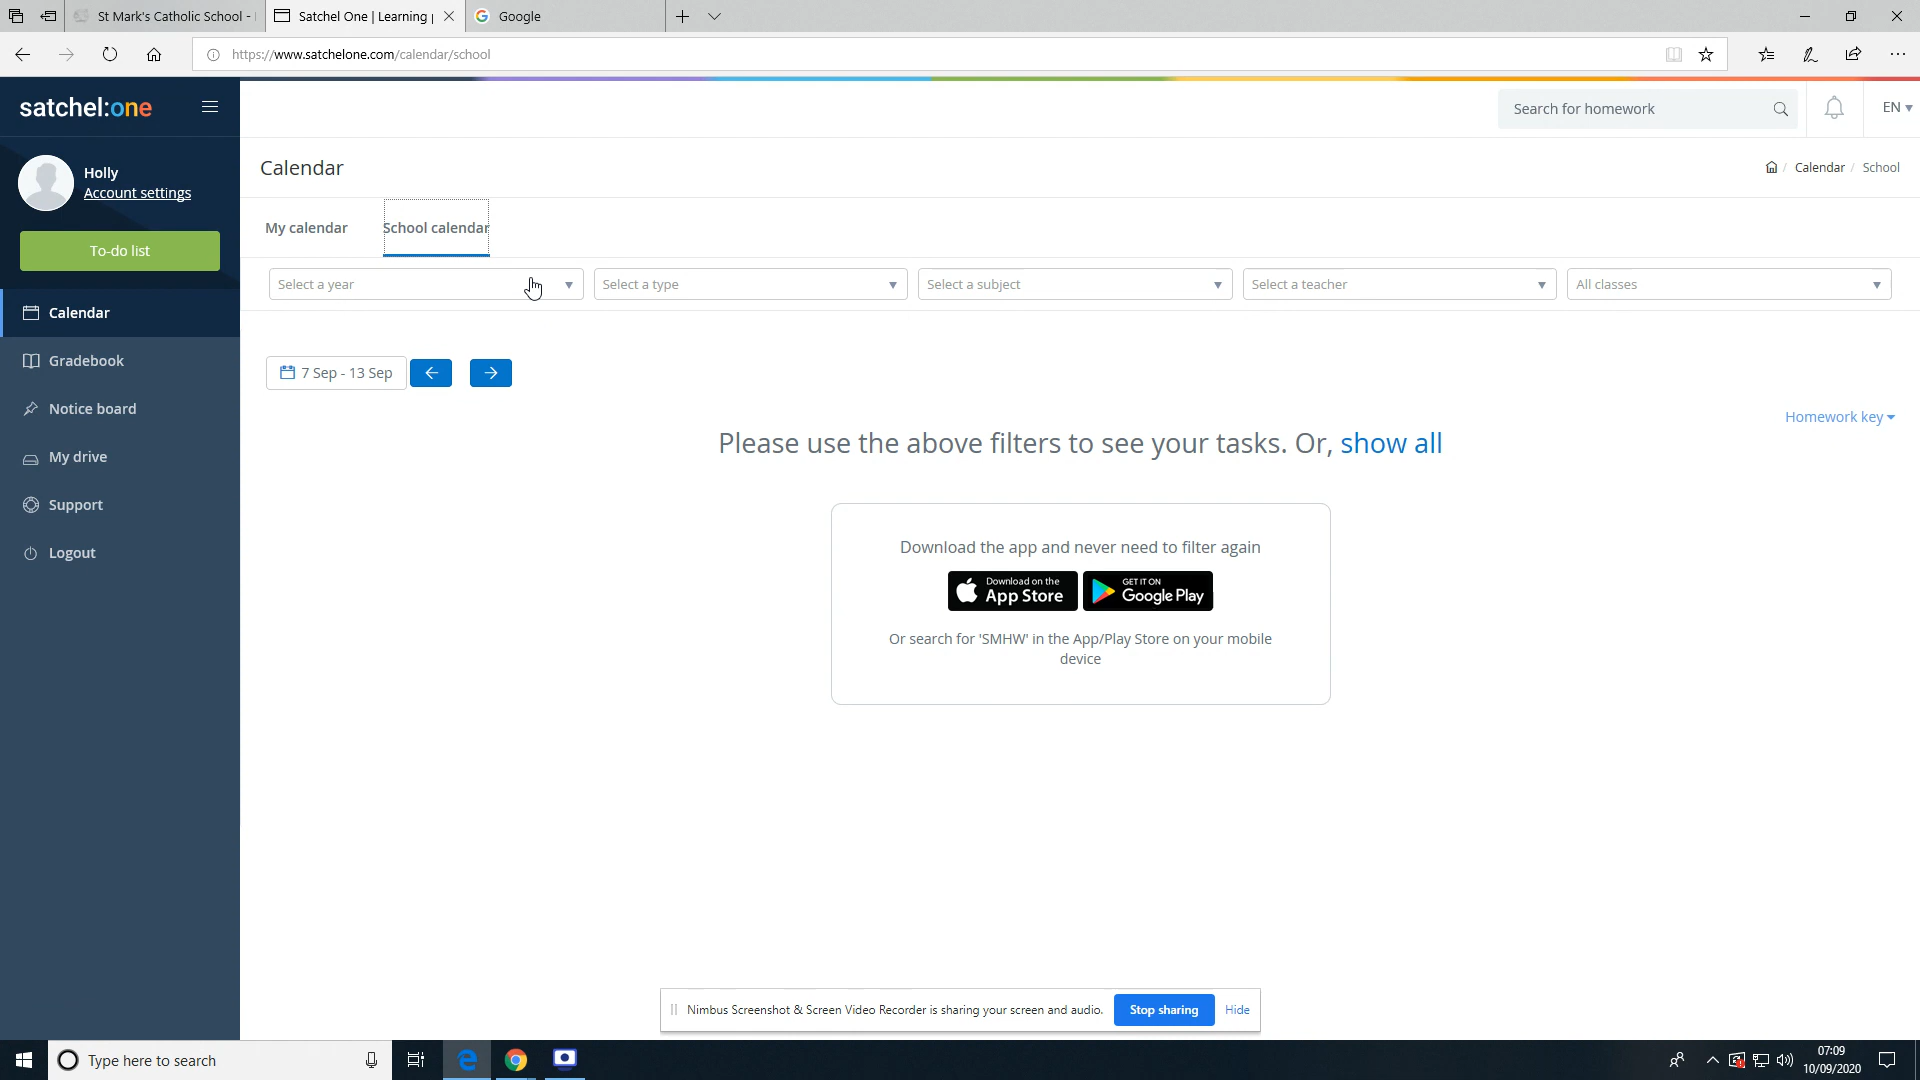 St Mark's Catholic School -
Satchel One | Learning
Google
https://www.satchelone.com/calendar/school
satchel:one
Search for homework
EN
Holly
Account settings
Calendar
Calendar / School
To-do list
My calendar
School calendar
Select a year
Select a type
Select a subject
Select a teacher
All classes
Calendar
Gradebook
Notice board
My drive
Support
Logout
7 Sep - 13 Sep
Homework key
Please use the above filters to see your tasks. Or, show all
Download the app and never need to filter again
Download on the
App Store
GET IT ON
Google Play
Or search for 'SMHW' in the App/Play Store on your mobile
device
Nimbus Screenshot & Screen Video Recorder is sharing your screen and audio.
Stop sharing
Hide
Type here to search
07:09
10/09/2020